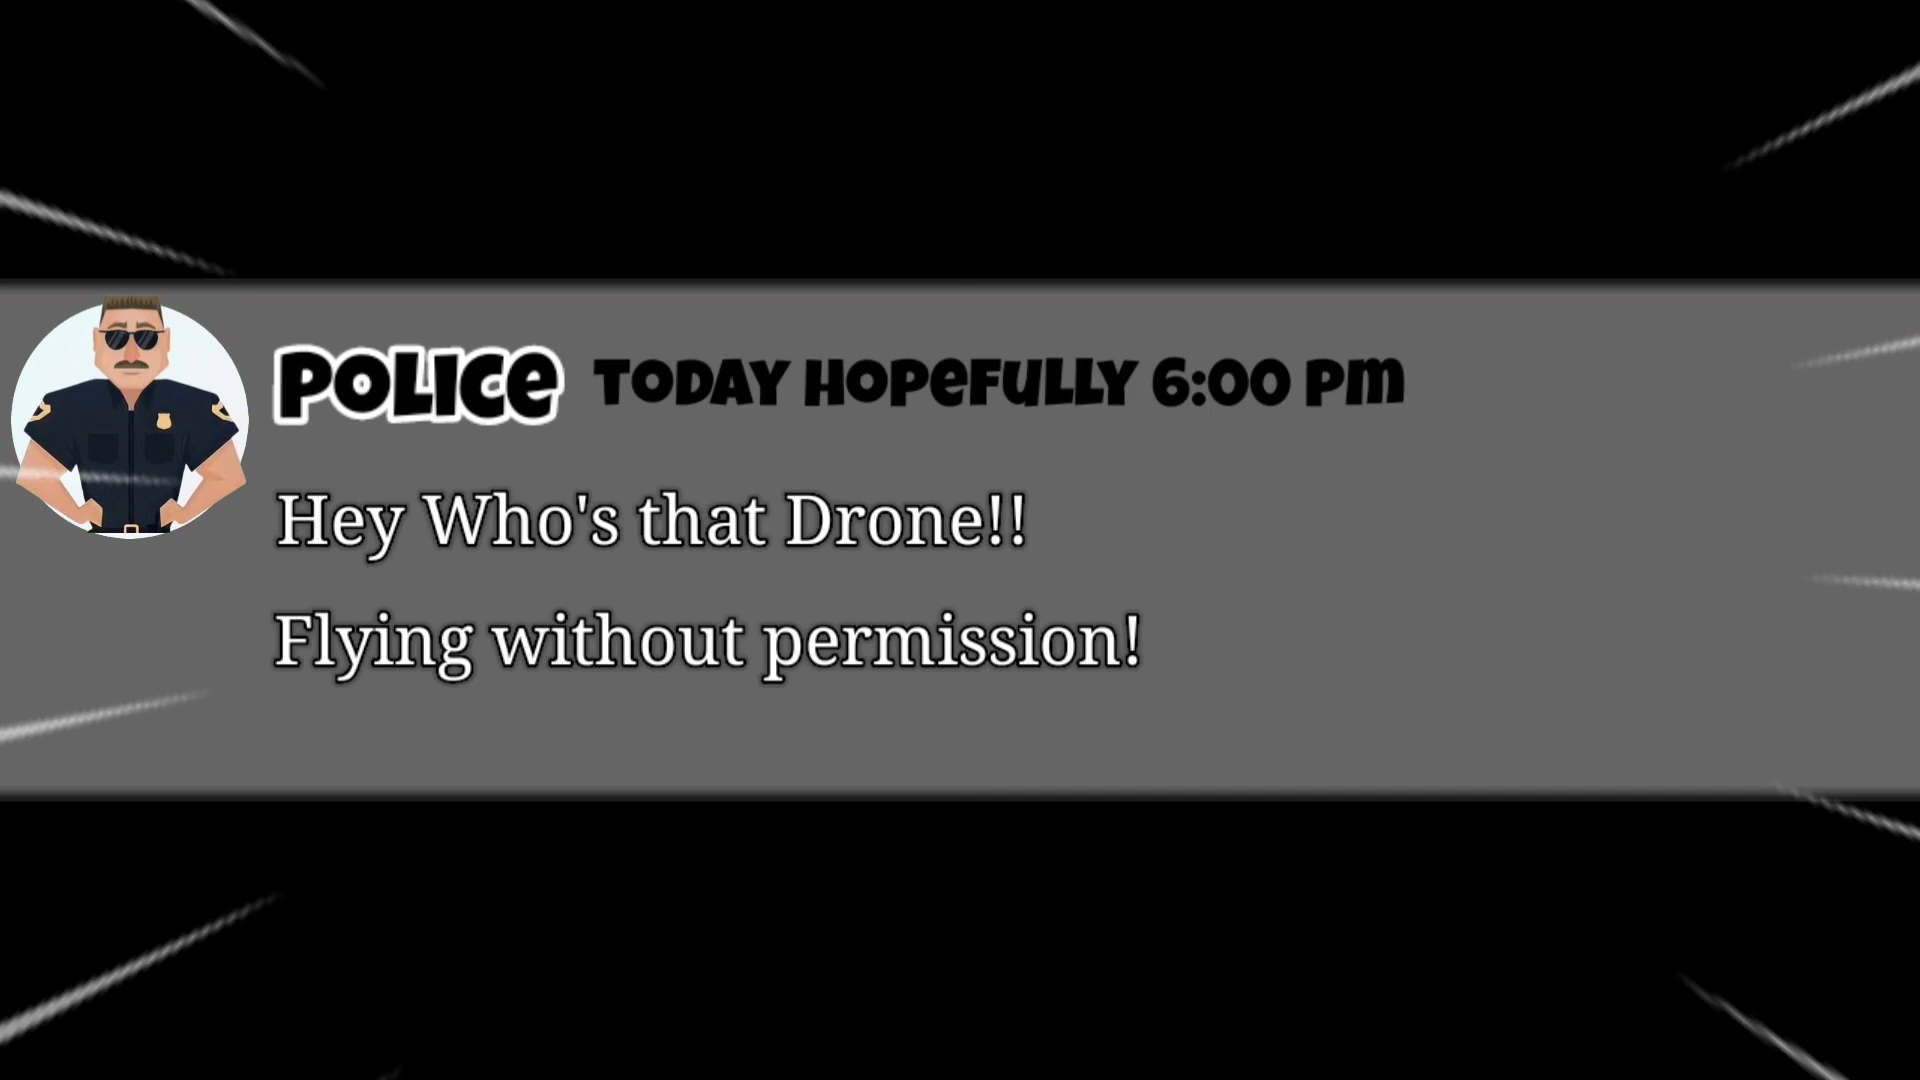 POLICE TODAY HOPEFULLY 6:00 PM
Hey Who's that Drone!!
Flying without permission!